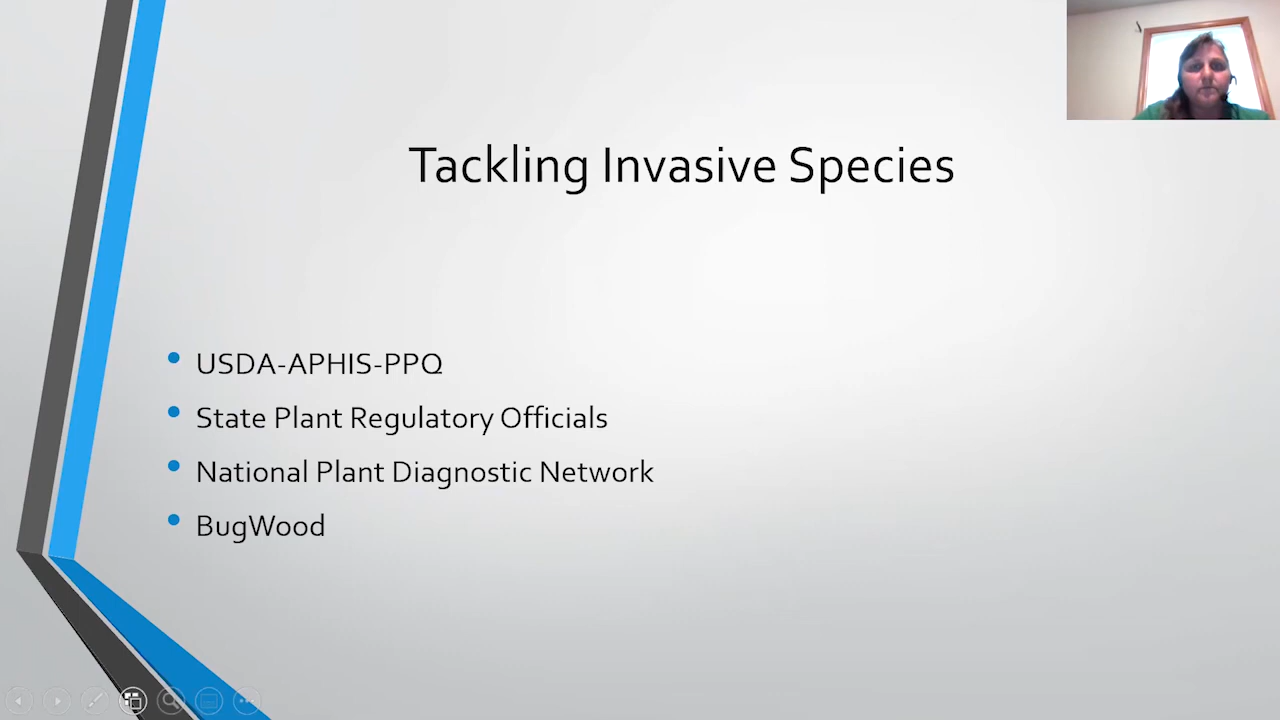 Tackling Invasive Species
USDA-APHIS-PPQ
State Plant Regulatory Officials
National Plant Diagnostic Network
BugWood